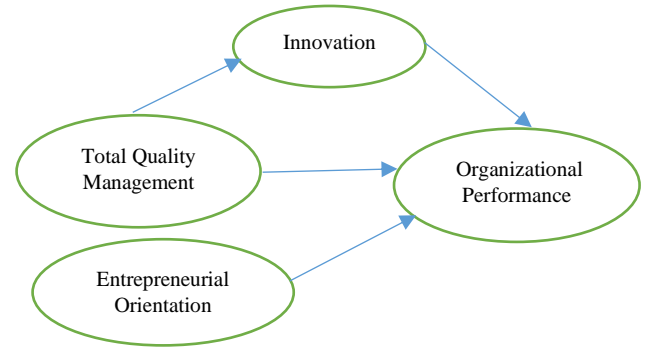 Innovation
Total Quality
Management
Organizational
Performance
Entrepreneurial
Orientation